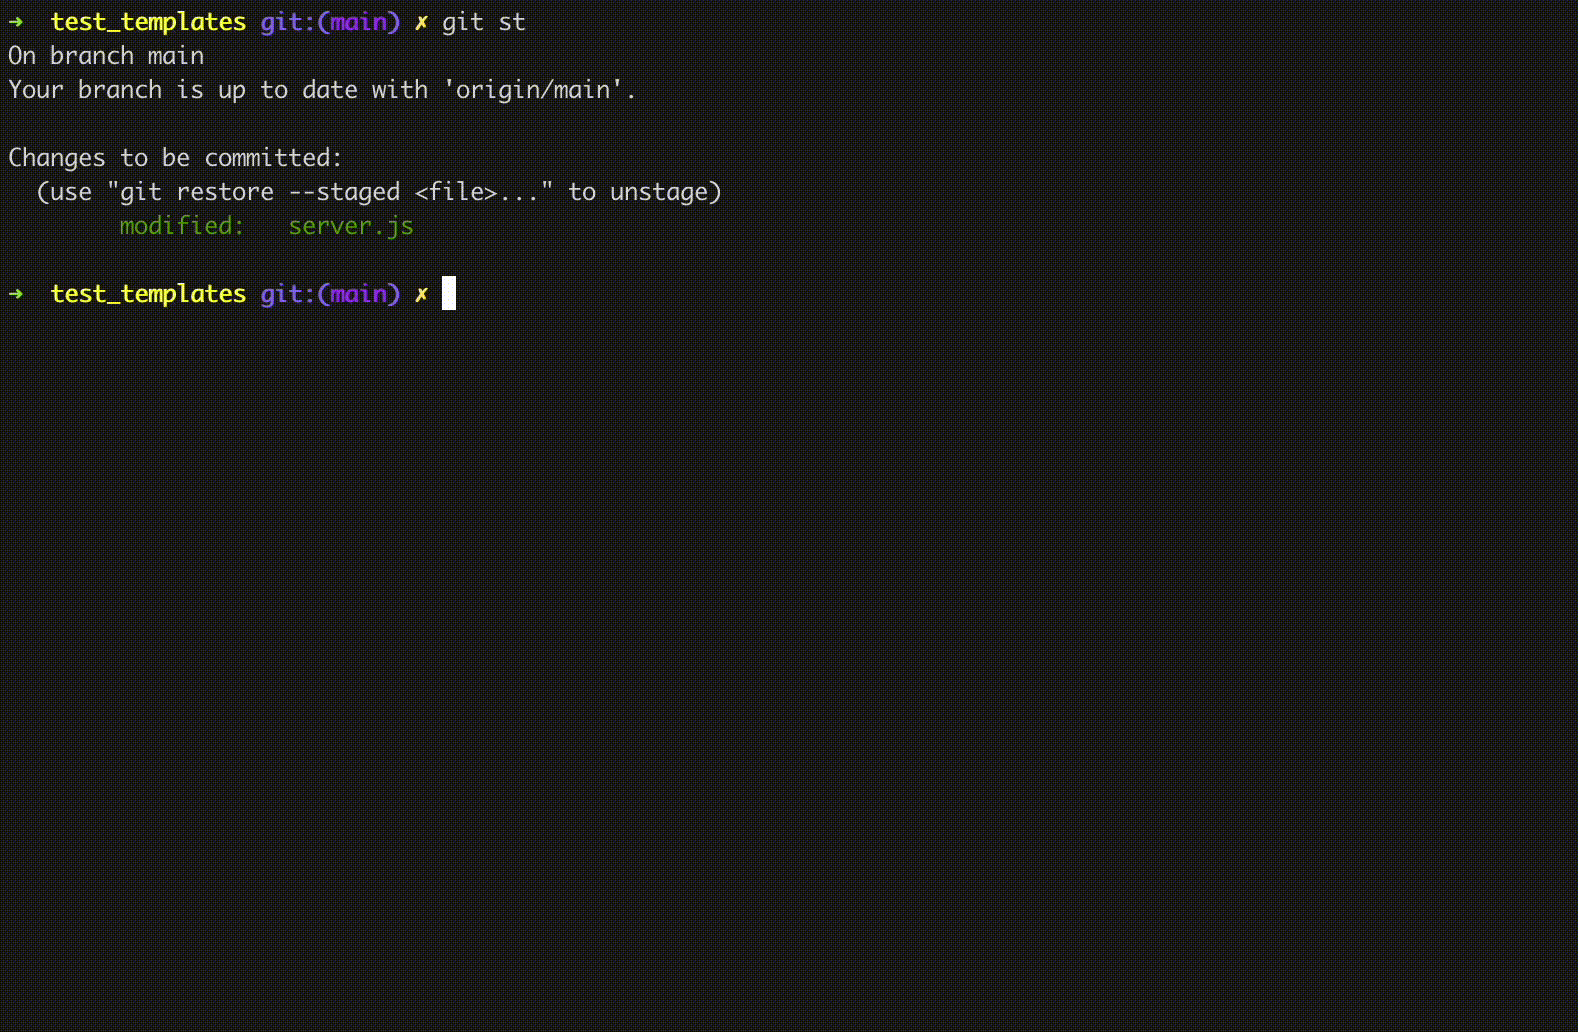 ➜  test_templates git:(main) ✗ git st
On branch main
Your branch is up to date with 'origin/main'.
Changes to be committed:
  (use "git restore --staged <file>..." to unstage)
        modified:   server.js
➜  test_templates git:(main) ✗